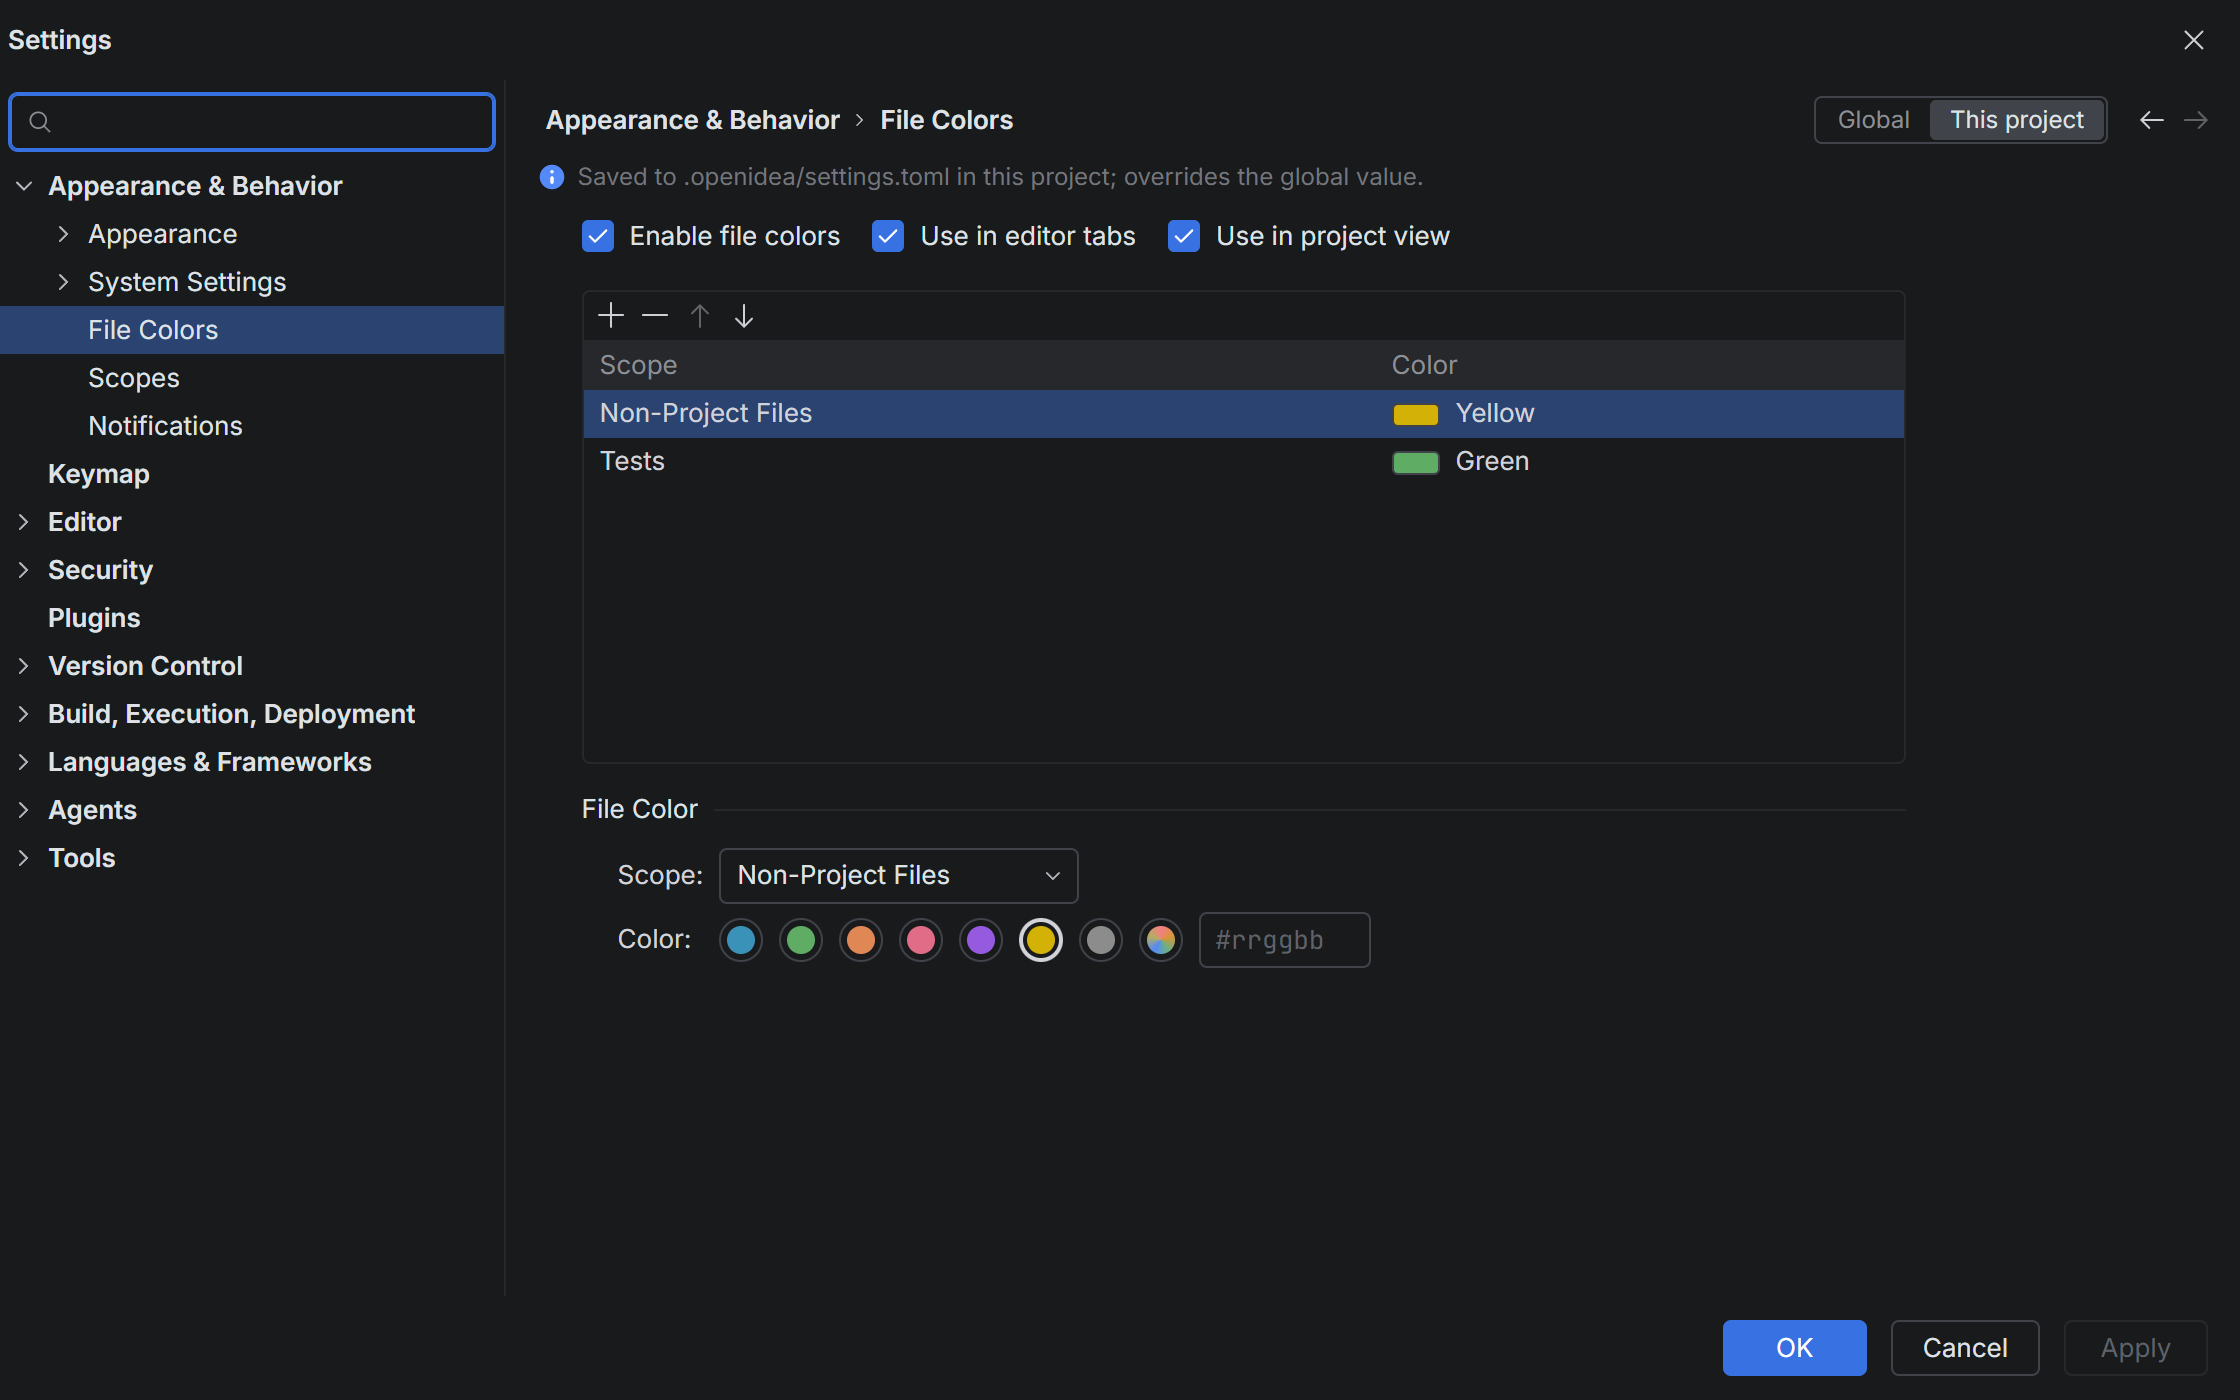 Settings
Appearance & Behavior
Appearance
System Settings
File Colors
Scopes
Notifications
Keymap
Editor
Security
Plugins
Version Control
Build, Execution, Deployment
Languages & Frameworks
Agents
Tools
Appearance & Behavior › File Colors
Global This project
Saved to .openidea/settings.toml in this project; overrides the global value.
Enable file colors Use in editor tabs Use in project view
Scope Color
Non-Project Files Yellow
Tests Green
File Color
Scope: Non-Project Files
Color: #rrggbb
OK Cancel Apply